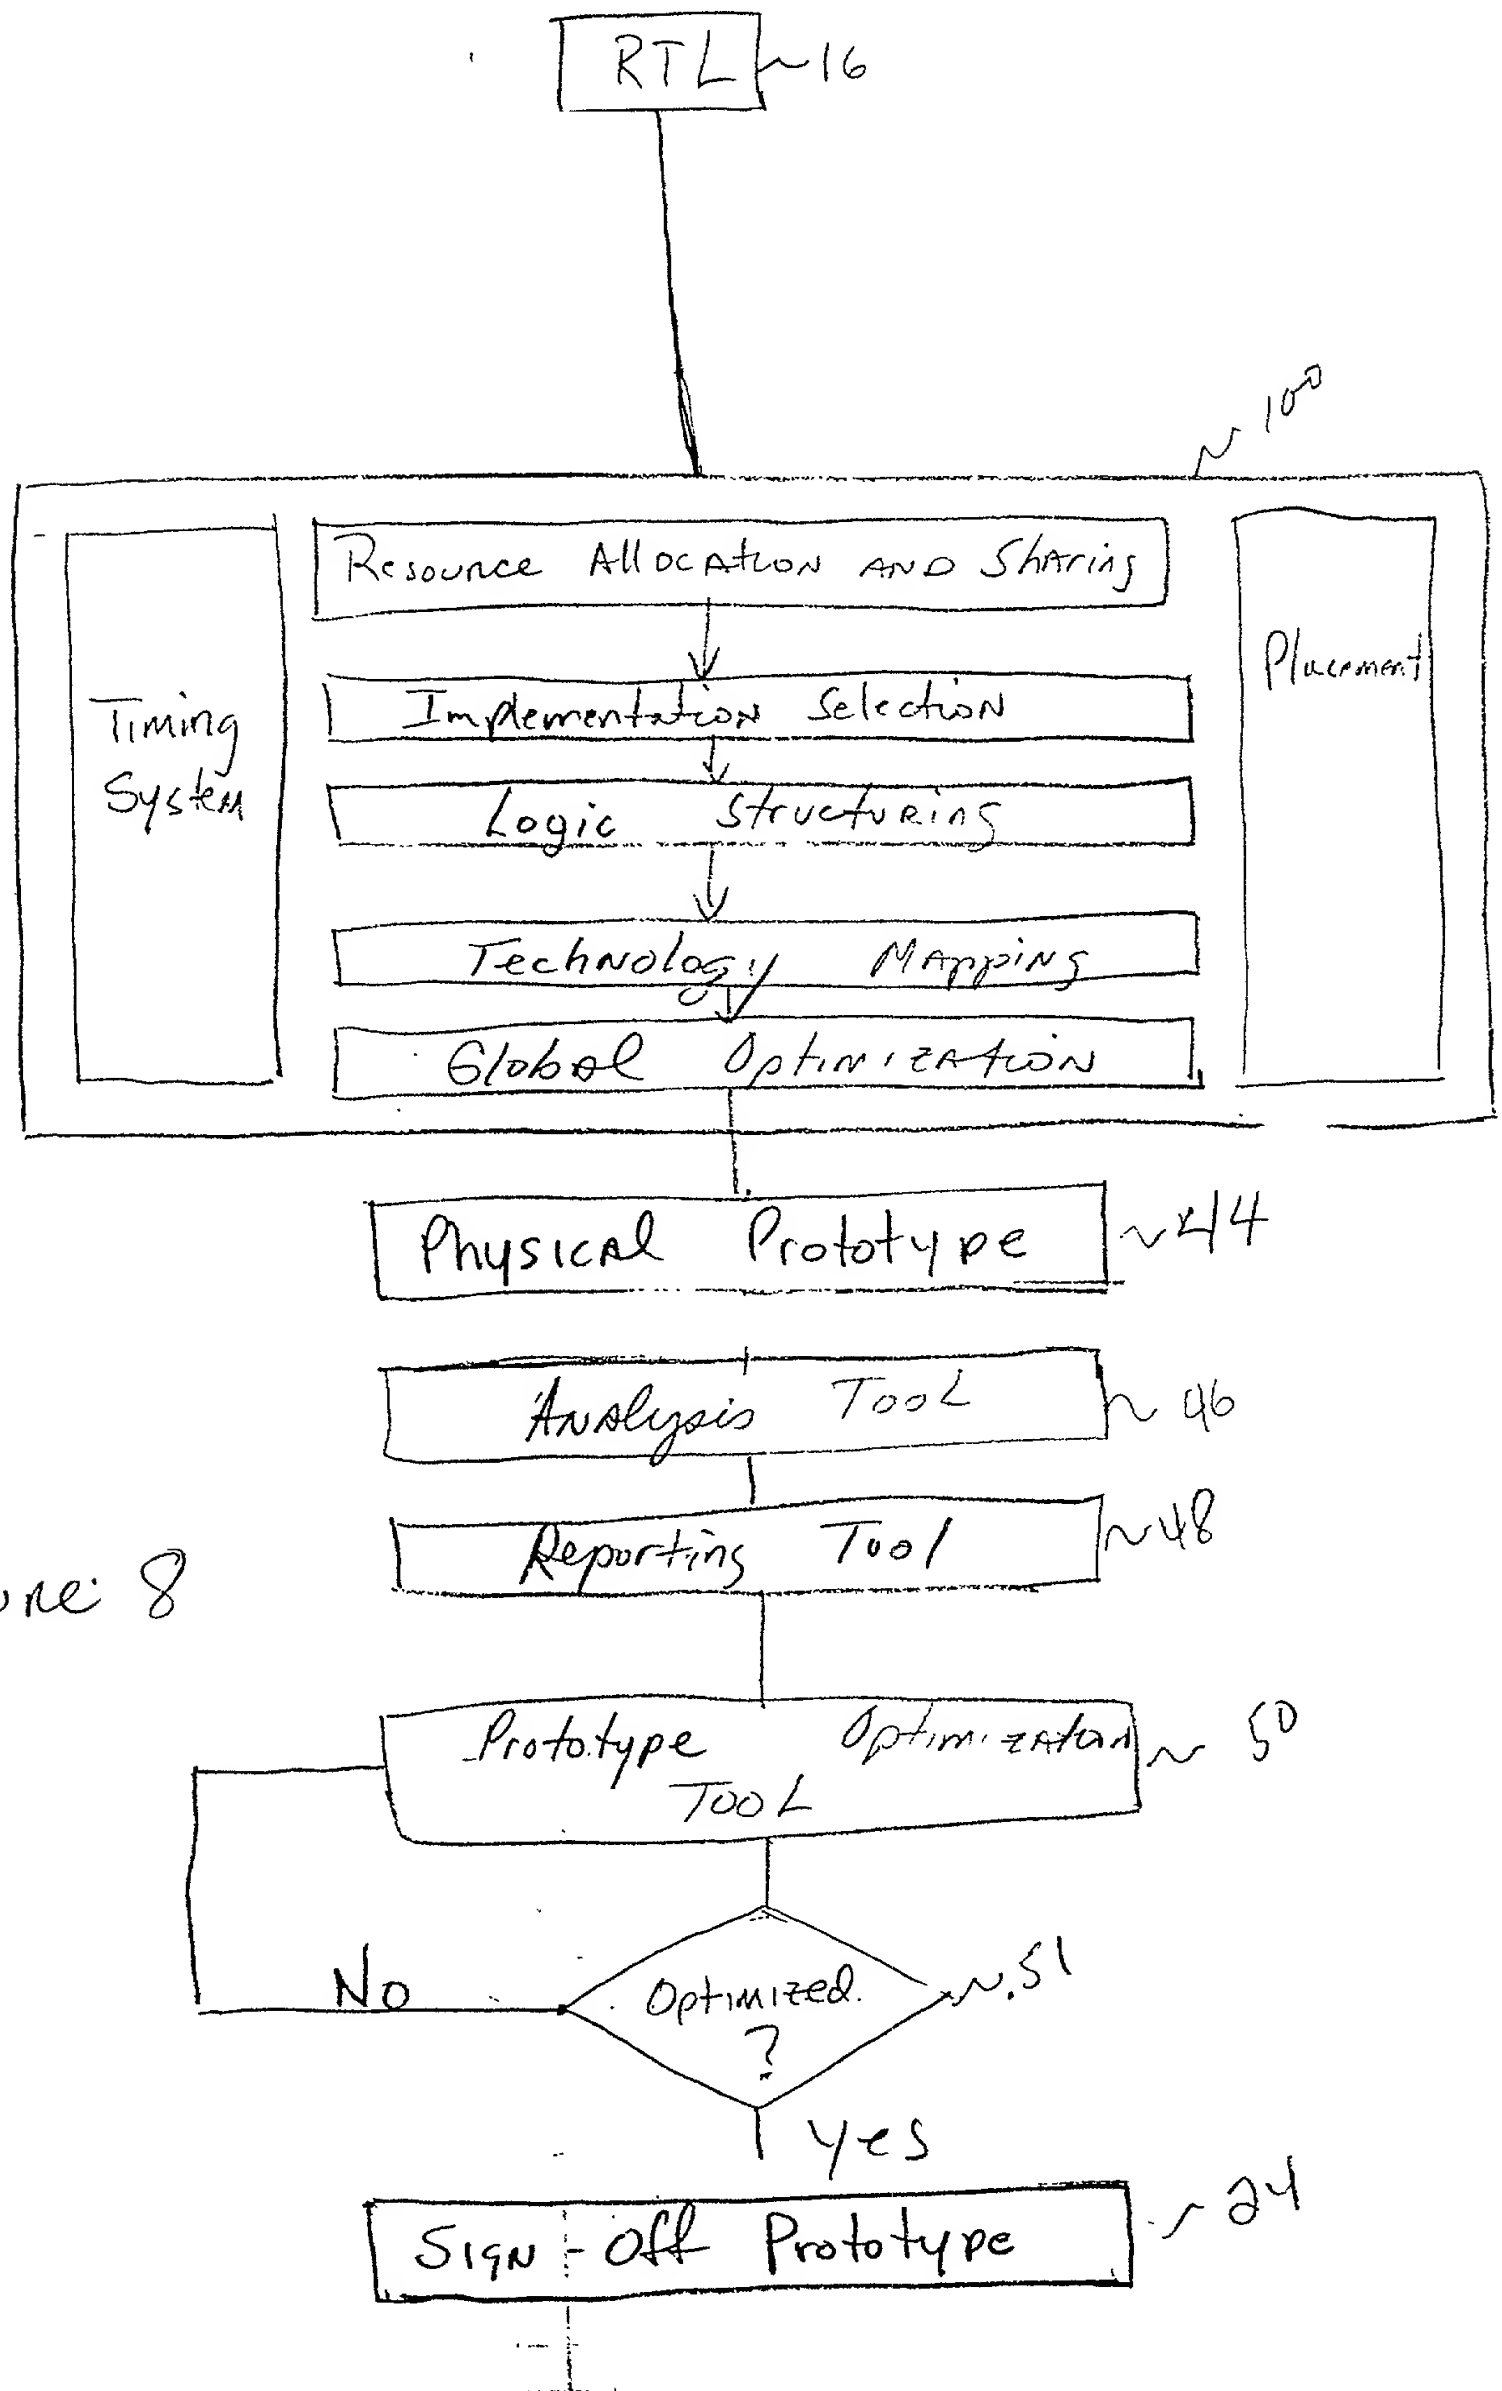 RTL 16
100
Resource Allocation and Sharing
Timing
System
Placement
Implementation Selection
Logic Structuring
Technology Mapping
Global Optimization
Physical Prototype 44
Analysis Tool 46
Reporting Tool 48
ure 8
Prototype Optimization 50
Tool
No
Optimized 51
?
Yes
Sign-Off Prototype 24